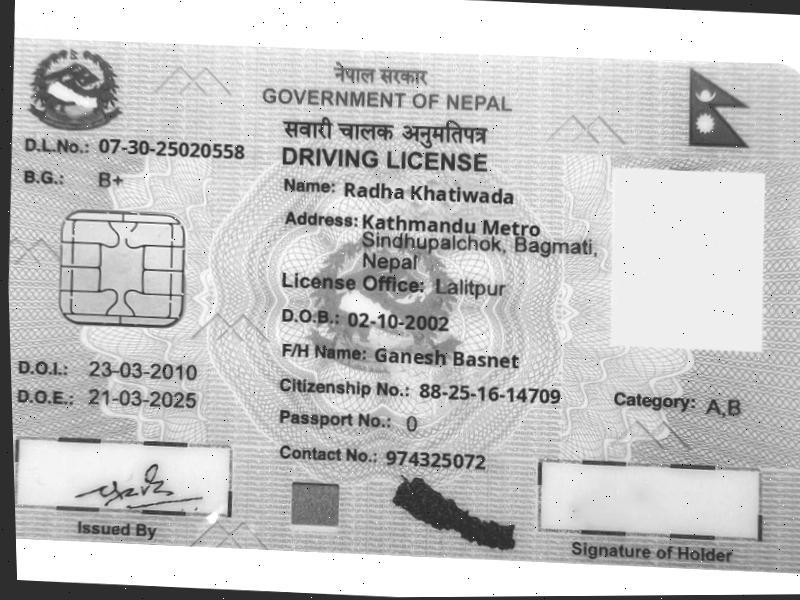 नेपाल सरकार
GOVERNMENT OF NEPAL
सवारी चालक अनुमतिपत्र
DRIVING LICENSE
D.L.No.: 07-30-25020558
B.G.: B+
Name: Radha Khatiwada
Address: Kathmandu Metro
Sindhupalchok, Bagmati,
Nepal
License Office: Lalitpur
D.O.B.: 02-10-2002
F/H Name: Ganesh Basnet
D.O.I.: 23-03-2010
D.O.E.: 21-03-2025
Citizenship No.: 88-25-16-14709
Category: A,B
Passport No.: 0
Contact No.: 974325072
Issued By
Signature of Holder